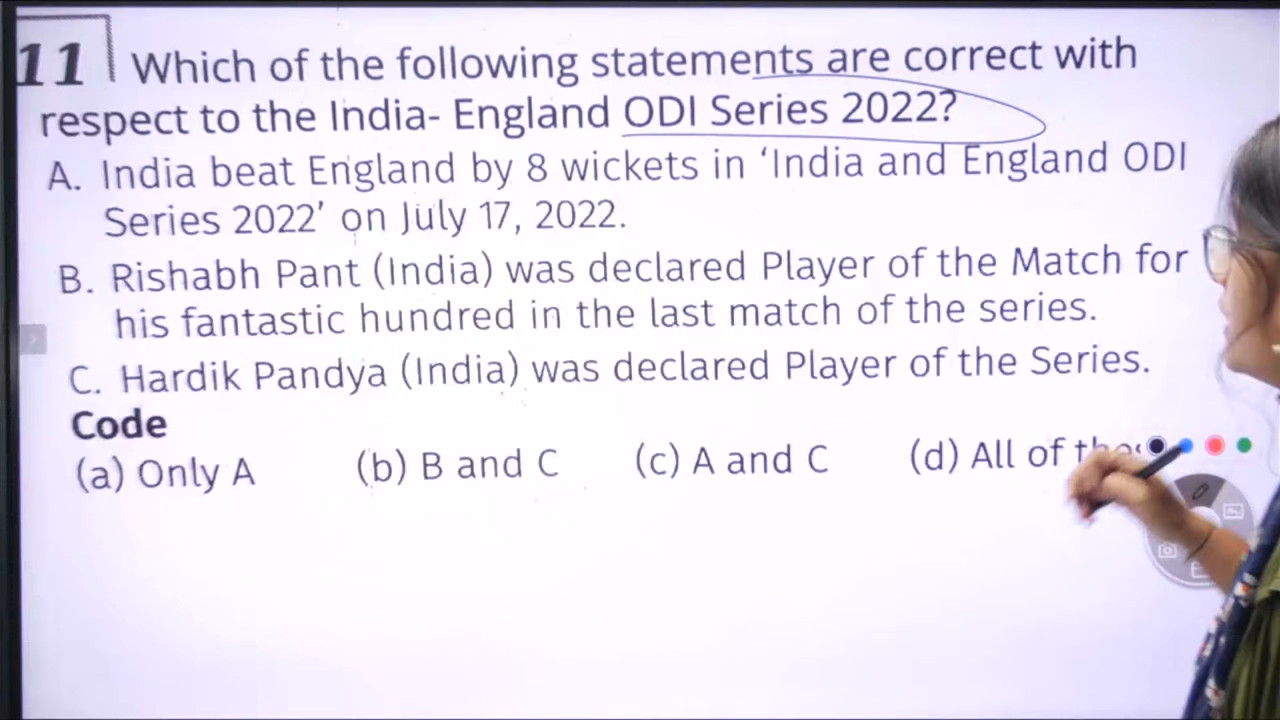 11 Which of the following statements are correct with
respect to the India- England ODI Series 2022?
A. India beat England by 8 wickets in ‘India and England ODI
Series 2022’ on July 17, 2022.
B. Rishabh Pant (India) was declared Player of the Match for
his fantastic hundred in the last match of the series.
C. Hardik Pandya (India) was declared Player of the Series.
Code
(a) Only A (b) B and C (c) A and C (d) All of